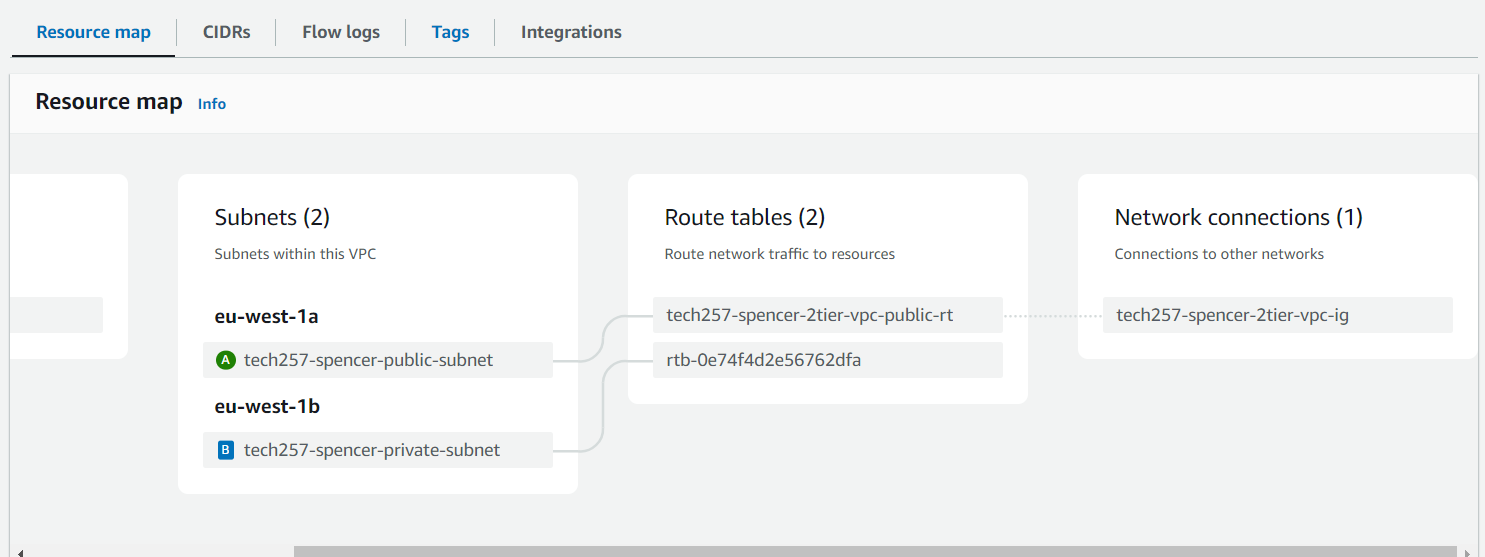 Resource map
CIDRs
Flow logs
Tags
Integrations
Resource map Info
Subnets (2)
Subnets within this VPC
eu-west-1a
A tech257-spencer-public-subnet
eu-west-1b
B tech257-spencer-private-subnet
Route tables (2)
Route network traffic to resources
tech257-spencer-2tier-vpc-public-rt
rtb-0e74f4d2e56762dfa
Network connections (1)
Connections to other networks
tech257-spencer-2tier-vpc-ig